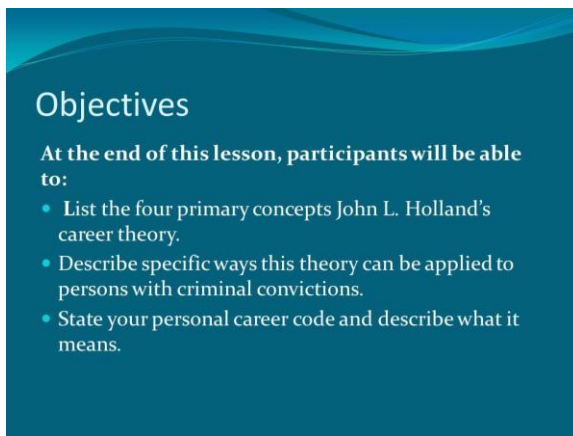 Objectives
At the end of this lesson, participants will be able
to:
• List the four primary concepts John L. Holland's
career theory.
• Describe specific ways this theory can be applied to
persons with criminal convictions.
• State your personal career code and describe what it
means.